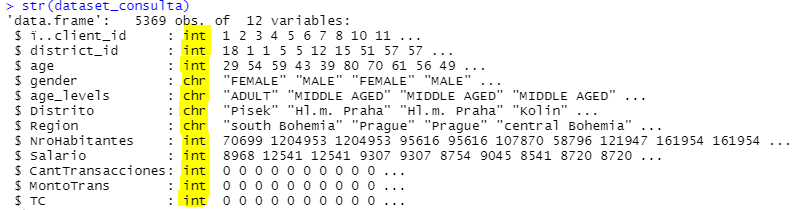 > str(dataset_consulta)
'data.frame':   5369 obs. of  12 variables:
 $ ï..client_id     : int  1 2 3 4 5 6 7 8 10 11 ...
 $ district_id      : int  18 1 1 5 5 12 15 51 57 57 ...
 $ age              : int  29 54 59 43 39 80 70 61 56 49 ...
 $ gender           : chr  "FEMALE" "MALE" "FEMALE" "MALE" ...
 $ age_levels       : chr  "ADULT" "MIDDLE AGED" "MIDDLE AGED" "MIDDLE AGED" ...
 $ Distrito         : chr  "Pisek" "Hl.m. Praha" "Hl.m. Praha" "Kolin" ...
 $ Region           : chr  "south Bohemia" "Prague" "Prague" "central Bohemia" ...
 $ NroHabitantes    : int  70699 1204953 1204953 95616 95616 107870 58796 121947 161954 161954 ...
 $ Salario          : int  8968 12541 12541 9307 9307 8754 9045 8541 8720 8720 ...
 $ CantTransacciones: int  0 0 0 0 0 0 0 0 0 0 ...
 $ MontoTrans       : int  0 0 0 0 0 0 0 0 0 0 ...
 $ TC               : int  0 0 0 0 0 0 0 0 0 0 ...